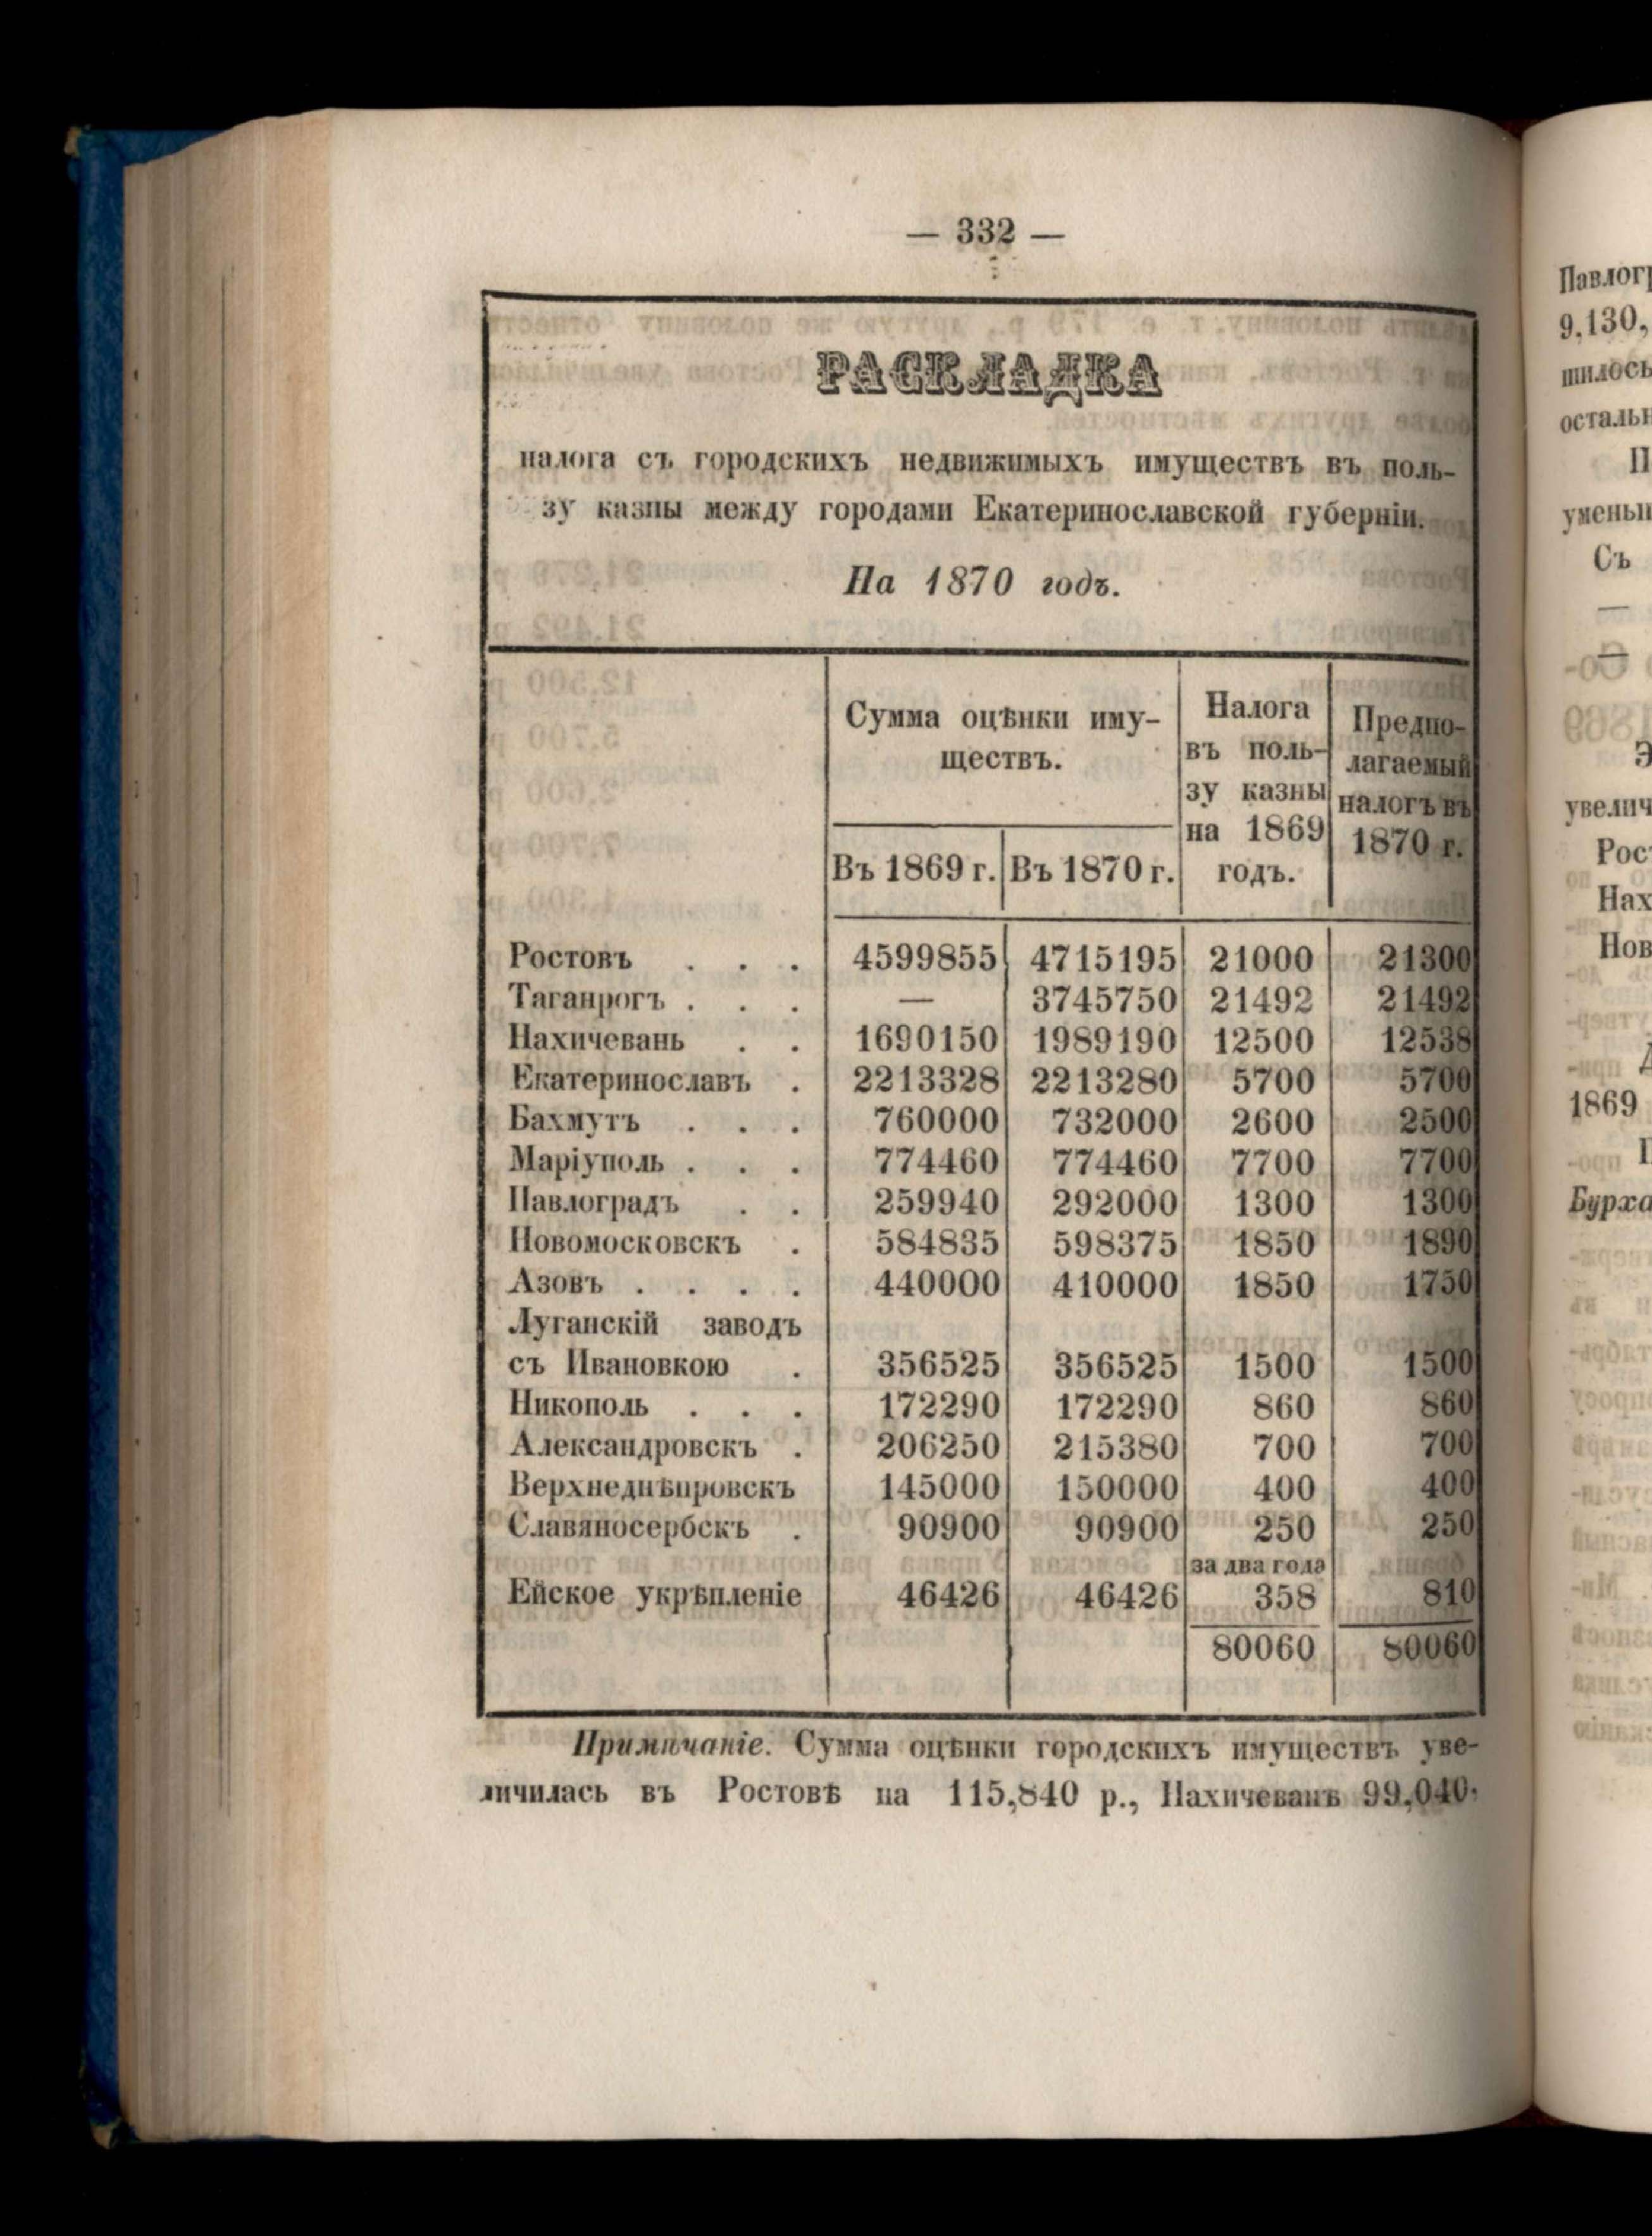 — 332 —
РАСКЛАДКА
налога съ городскихъ недвижимыхъ имуществъ въ поль-
зу казны между городами Екатеринославской губерніи.
На 1870 годъ.
Сумма оцѣнки иму-
ществъ.
Въ 1869 г. Въ 1870 г.
Налога
въ поль-
зу казны
на 1869
годъ.
Предпо-
лагаемый
налогъ въ
1870 г.
Ростовъ . . . 4599855 4715195 21000 21300
Таганрогъ . . . — 3745750 21492 21492
Нахичевань . . 1690150 1989190 12500 12538
Екатеринославъ . 2213328 2213280 5700 5700
Бахмутъ . . . 760000 732000 2600 2500
Маріуполь . . . 774460 774460 7700 7700
Павлоградъ . . 259940 292000 1300 1300
Новомосковскъ . 584835 598375 1850 1890
Азовъ . . . . 440000 410000 1850 1750
Луганскій заводъ
съ Ивановкою . 356525 356525 1500 1500
Никополь . . . 172290 172290 860 860
Александровскъ . 206250 215380 700 700
Верхнеднѣпровскъ 145000 150000 400 400
Славяносербскъ . 90900 90900 250 250
за два года
Ейское укрѣпленіе 46426 46426 358 810
80060 80060
Примѣчаніе. Сумма оцѣнки городскихъ имуществъ уве-
личилась въ Ростовѣ на 115,840 р., Нахичеванѣ 99,040,
Павлогр
9,130,
шилось
остальн
П
уменьш
Съ
—
—
Э
увелич
Рос
Нах
Нов
Д
1869
П
Бурха